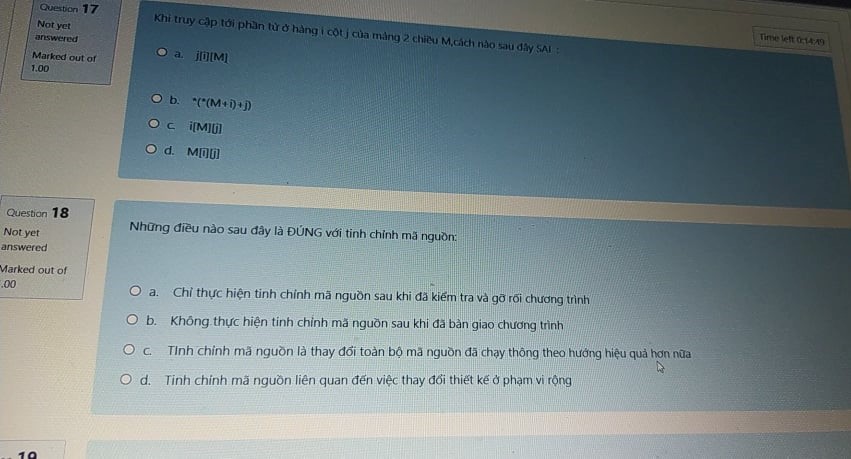 Question 17
Not yet
answered
Marked out of
1.00
Khi truy cập tới phần tử ở hàng i cột j của mảng 2 chiều M,cách nào sau đây SAI :
Time left 0:14:49
a. j[i][M]
b. *(*(M+i)+j)
c. i[M][j]
d. M[i][j]
Question 18
Not yet
answered
Marked out of
.00
Những điều nào sau đây là ĐÚNG với tinh chỉnh mã nguồn:
a. Chỉ thực hiện tinh chỉnh mã nguồn sau khi đã kiểm tra và gỡ rối chương trình
b. Không thực hiện tinh chỉnh mã nguồn sau khi đã bàn giao chương trình
c. TInh chỉnh mã nguồn là thay đổi toàn bộ mã nguồn đã chạy thông theo hướng hiệu quả hơn nữa
d. Tinh chỉnh mã nguồn liên quan đến việc thay đổi thiết kế ở phạm vi rộng
19